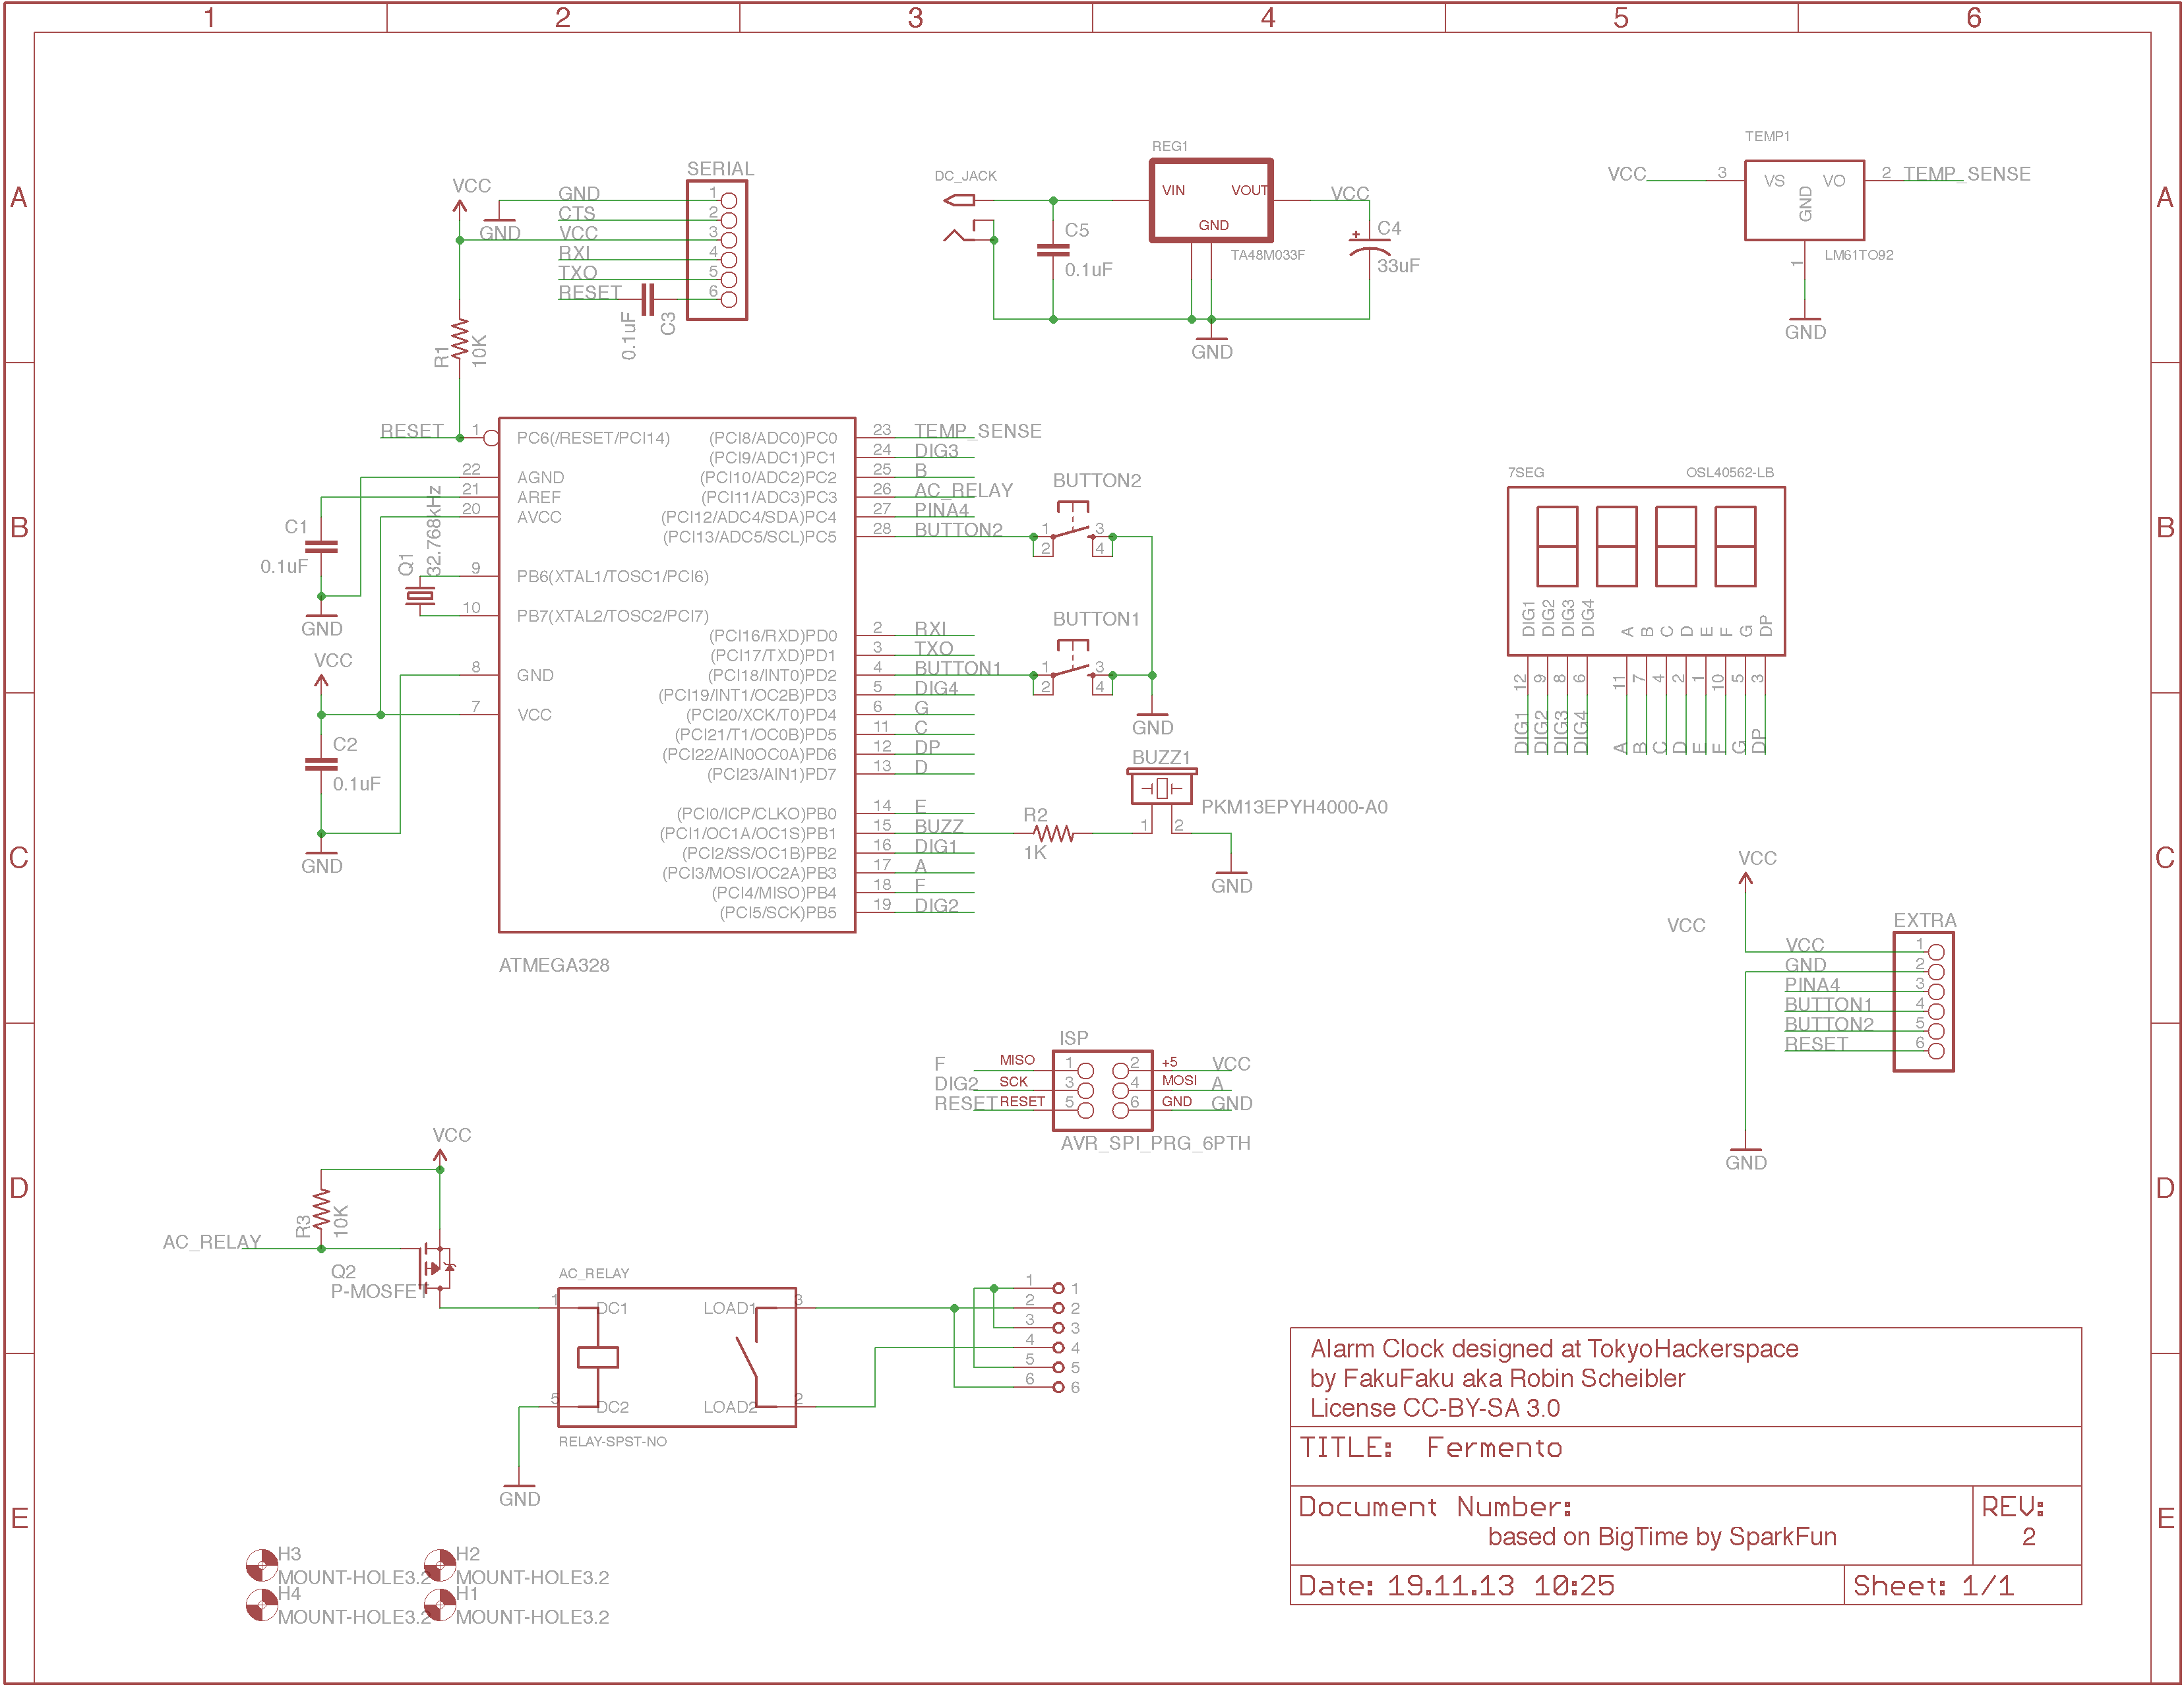 1 2 3 4 5 6
A A
B B
C C
D D
E E
SERIAL
VCC
GND
GND
CTS
VCC
RXI
TXO
RESET
1
2
3
4
5
6
0.1uF
C3
R1
10K
DC_JACK
REG1
VIN VOUT
GND
TA48M033F
VCC
C5
0.1uF
C4
+
33uF
GND
TEMP1
VCC 3 VS VO 2 TEMP_SENSE
GND
1
LM61TO92
GND
RESET 1 PC6(/RESET/PCI14)
22 AGND
21 AREF
20 AVCC
9 PB6(XTAL1/TOSC1/PCI6)
10 PB7(XTAL2/TOSC2/PCI7)
8 GND
7 VCC
C1
0.1uF
GND
Q1
32.768kHz
VCC
C2
0.1uF
GND
(PCI8/ADC0)PC0 23 TEMP_SENSE
(PCI9/ADC1)PC1 24 DIG3
(PCI10/ADC2)PC2 25 B
(PCI11/ADC3)PC3 26 AC_RELAY
(PCI12/ADC4/SDA)PC4 27 PINA4
(PCI13/ADC5/SCL)PC5 28 BUTTON2
(PCI16/RXD)PD0 2 RXI
(PCI17/TXD)PD1 3 TXO
(PCI18/INT0)PD2 4 BUTTON1
(PCI19/INT1/OC2B)PD3 5 DIG4
(PCI20/XCK/T0)PD4 6 G
(PCI21/T1/OC0B)PD5 11 C
(PCI22/AIN0OC0A)PD6 12 DP
(PCI23/AIN1)PD7 13 D
(PCI0/ICP/CLKO)PB0 14 E
(PCI1/OC1A/OC1S)PB1 15 BUZZ
(PCI2/SS/OC1B)PB2 16 DIG1
(PCI3/MOSI/OC2A)PB3 17 A
(PCI4/MISO)PB4 18 F
(PCI5/SCK)PB5 19 DIG2
ATMEGA328
BUTTON2
1 3
2 4
BUTTON1
1 3
2 4
GND
BUZZ1
PKM13EPYH4000-A0
R2
1K
1 2
GND
7SEG OSL40562-LB
DIG1 DIG2 DIG3 DIG4 A B C D E F G DP
12 9 8 6 11 7 4 2 1 10 5 3
DIG1 DIG2 DIG3 DIG4 A B C D E F G DP
VCC
VCC
EXTRA
VCC 1
GND 2
PINA4 3
BUTTON1 4
BUTTON2 5
RESET 6
GND
ISP
F MISO 1 2 +5 VCC
DIG2 SCK 3 4 MOSI A
RESET RESET 5 6 GND GND
AVR_SPI_PRG_6PTH
VCC
R3
10K
AC_RELAY
Q2
P-MOSFET
AC_RELAY
1 DC1 LOAD1 3
5 DC2 LOAD2 2
RELAY-SPST-NO
GND
1 1
2 2
3 3
4 4
5 5
6 6
H3
MOUNT-HOLE3.2
H2
MOUNT-HOLE3.2
H4
MOUNT-HOLE3.2
H1
MOUNT-HOLE3.2
Alarm Clock designed at TokyoHackerspace
by FakuFaku aka Robin Scheibler
License CC-BY-SA 3.0
TITLE: Fermento
Document Number:
based on BigTime by SparkFun
REV:
2
Date: 19.11.13 10:25
Sheet: 1/1